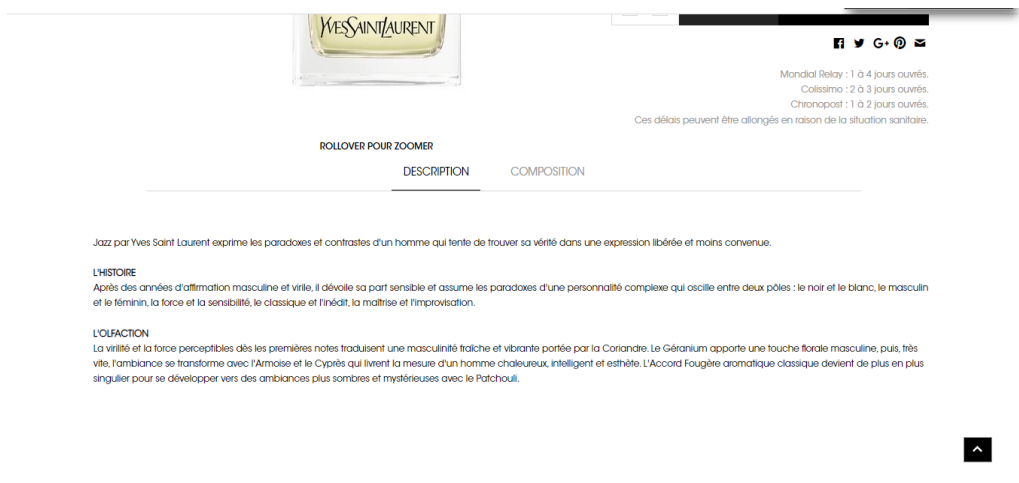 YVESSAINTLAURENT
Mondial Relay : 1 à 4 jours ouvrés.
Colissimo : 2 à 3 jours ouvrés.
Chronopost : 1 à 2 jours ouvrés.
Ces délais peuvent être allongés en raison de la situation sanitaire.
ROLLOVER POUR ZOOMER
DESCRIPTION COMPOSITION
Jazz par Yves Saint Laurent exprime les paradoxes et contrastes d'un homme qui tente de trouver sa vérité dans une expression libérée et moins convenue.
L'HISTOIRE
Après des années d'affirmation masculine et virile, il dévoile sa part sensible et assume les paradoxes d'une personnalité complexe qui oscille entre deux pôles : le noir et le blanc, le masculin
et le féminin, la force et la sensibilité, le classique et l'inédit, la maîtrise et l'improvisation.
L'OLFACTION
La virilité et la force perceptibles dès les premières notes traduisent une masculinité fraîche et vibrante portée par la Coriandre. Le Géranium apporte une touche florale masculine, puis, très
vite, l'ambiance se transforme avec l'Armoise et le Cyprès qui livrent la mesure d'un homme chaleureux, intelligent et esthète. L'Accord Fougère aromatique classique devient de plus en plus
singulier pour se développer vers des ambiances plus sombres et mystérieuses avec le Patchouli.